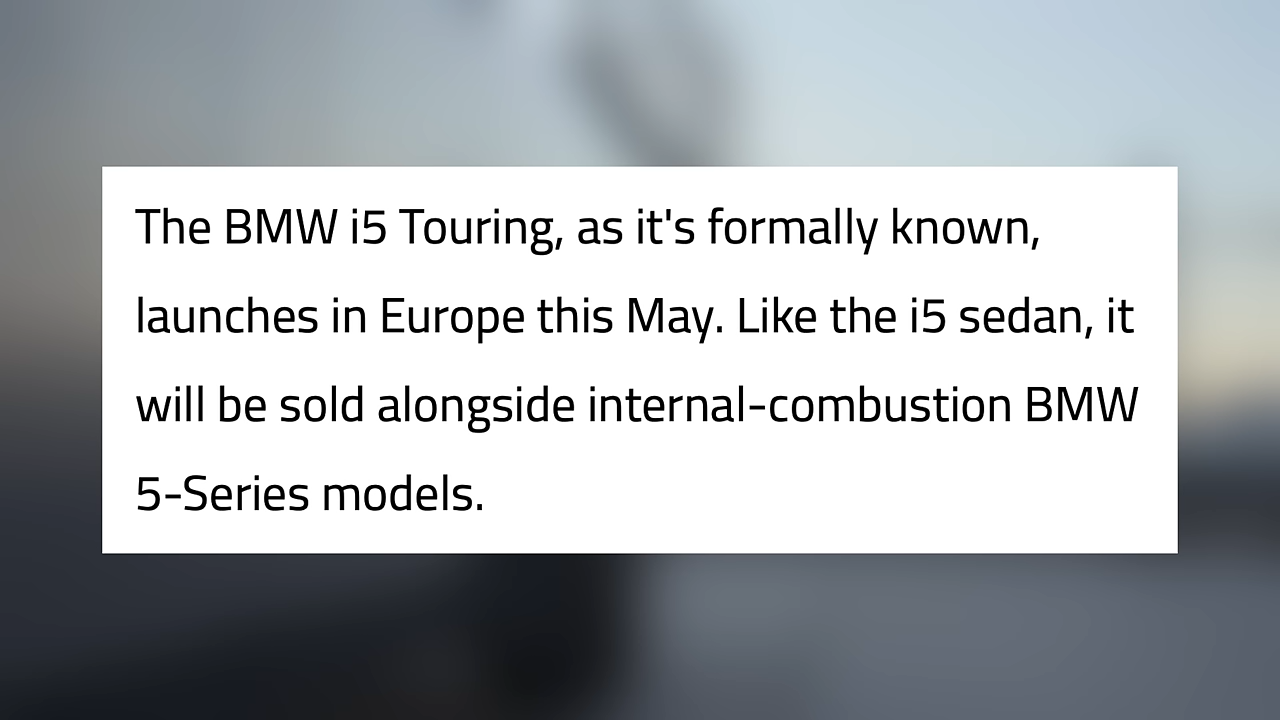 The BMW i5 Touring, as it's formally known,
launches in Europe this May. Like the i5 sedan, it
will be sold alongside internal-combustion BMW
5-Series models.